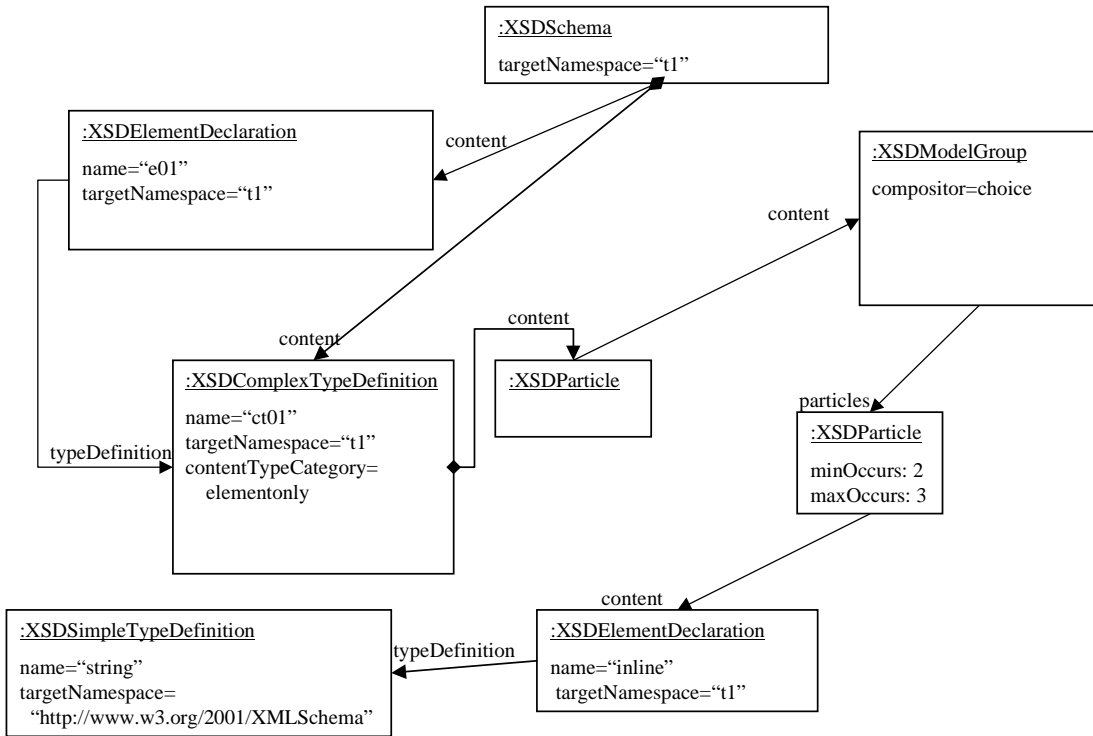 :XSDSchema
targetNamespace=“t1”
:XSDElementDeclaration
name=“e01”
targetNamespace=“t1”
content
:XSDModelGroup
compositor=choice
content
content
content
:XSDComplexTypeDefinition
name=“ct01”
targetNamespace=“t1”
contentTypeCategory=
elementonly
typeDefinition
:XSDParticle
particles
:XSDParticle
minOccurs: 2
maxOccurs: 3
content
:XSDSimpleTypeDefinition
name=“string”
targetNamespace=
“http://www.w3.org/2001/XMLSchema”
typeDefinition
:XSDElementDeclaration
name=“inline”
targetNamespace=“t1”